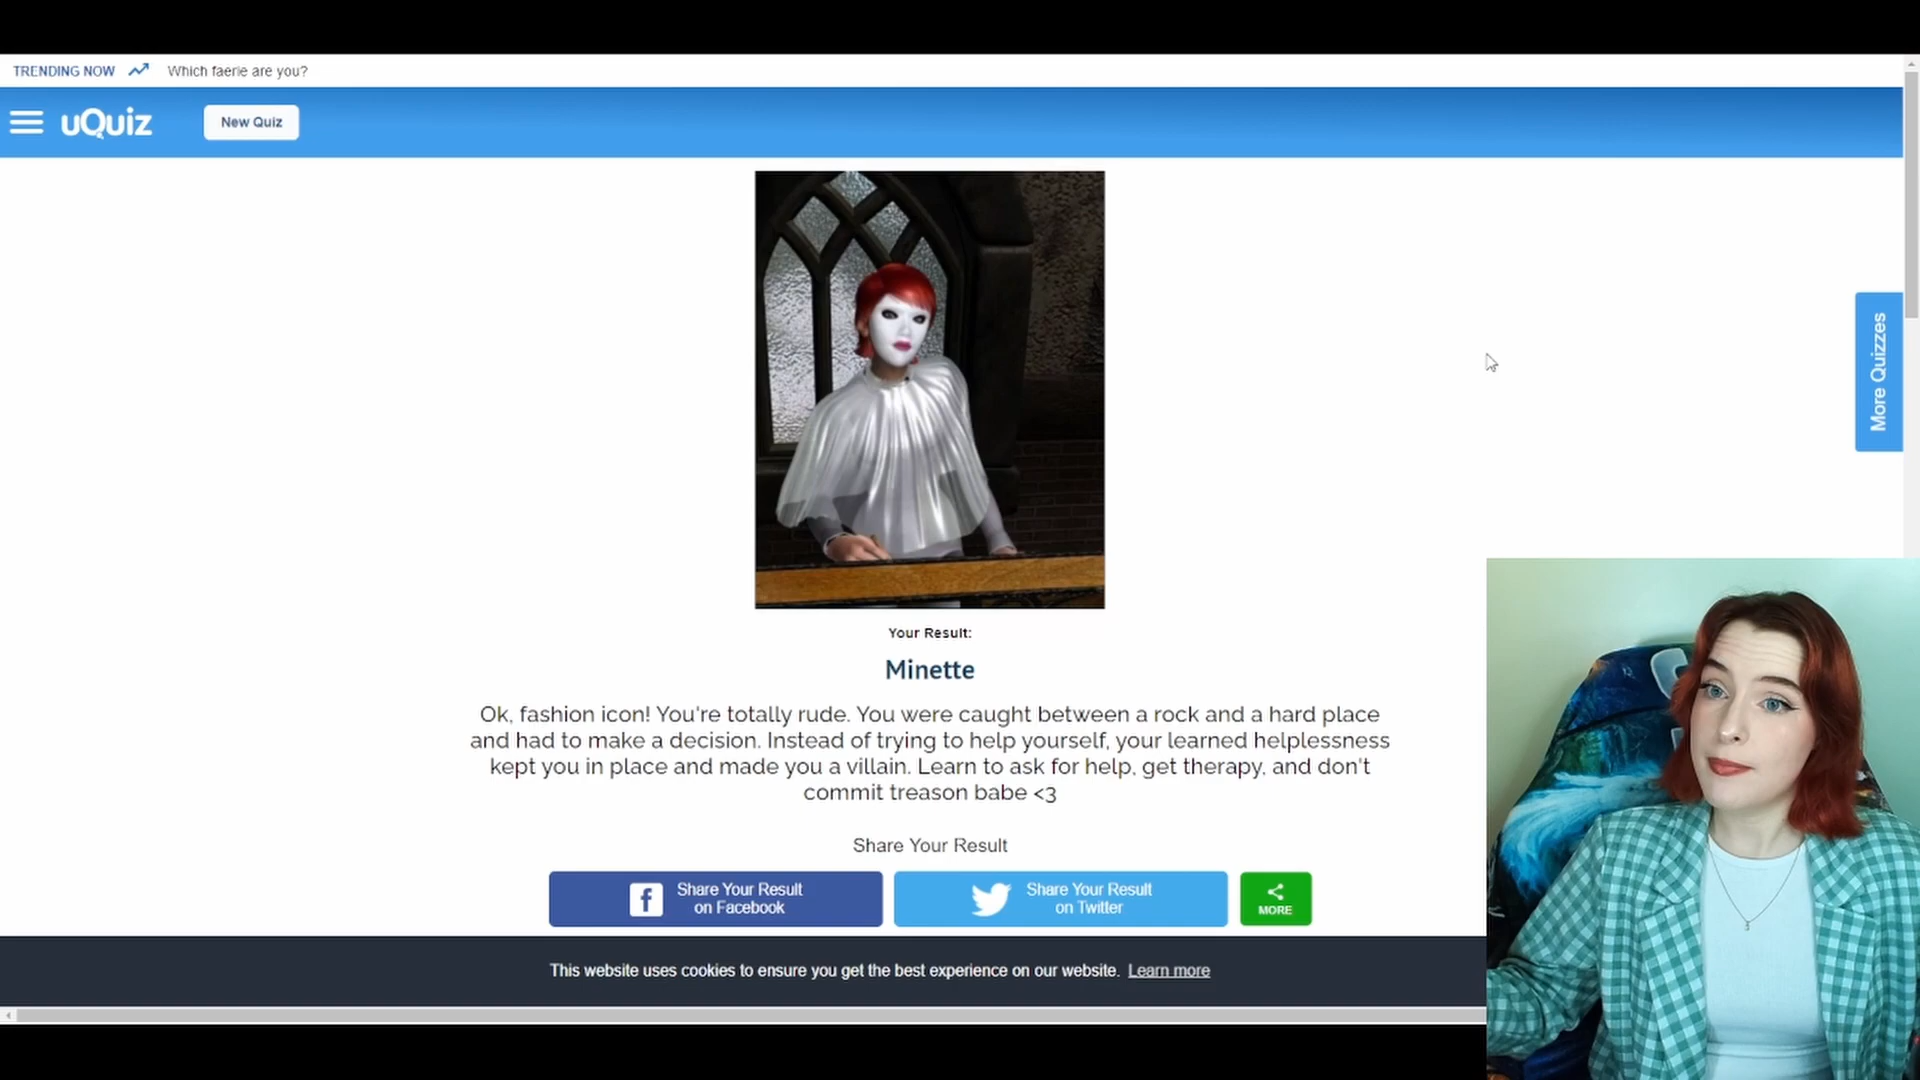 TRENDING NOW Which faerie are you?
uQuiz New Quiz
More Quizzes
Your Result:
Minette
Ok, fashion icon! You're totally rude. You were caught between a rock and a hard place
and had to make a decision. Instead of trying to help yourself, your learned helplessness
kept you in place and made you a villain. Learn to ask for help, get therapy, and don't
commit treason babe <3
Share Your Result
Share Your Result
on Facebook
Share Your Result
on Twitter
MORE
This website uses cookies to ensure you get the best experience on our website. Learn more